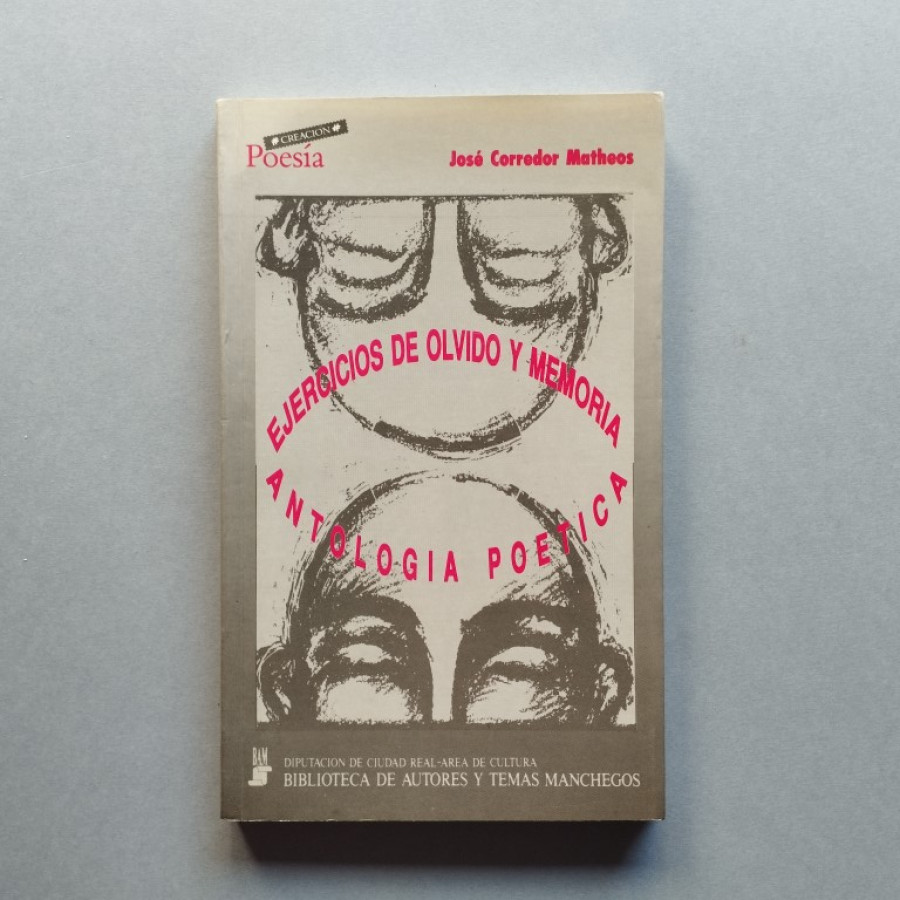 #CREACION#
Poesía
José Corredor Matheos
EJERCICIOS DE OLVIDO Y MEMORIA
ANTOLOGIA POETICA
BAM
DIPUTACION DE CIUDAD REAL-AREA DE CULTURA
BIBLIOTECA DE AUTORES Y TEMAS MANCHEGOS